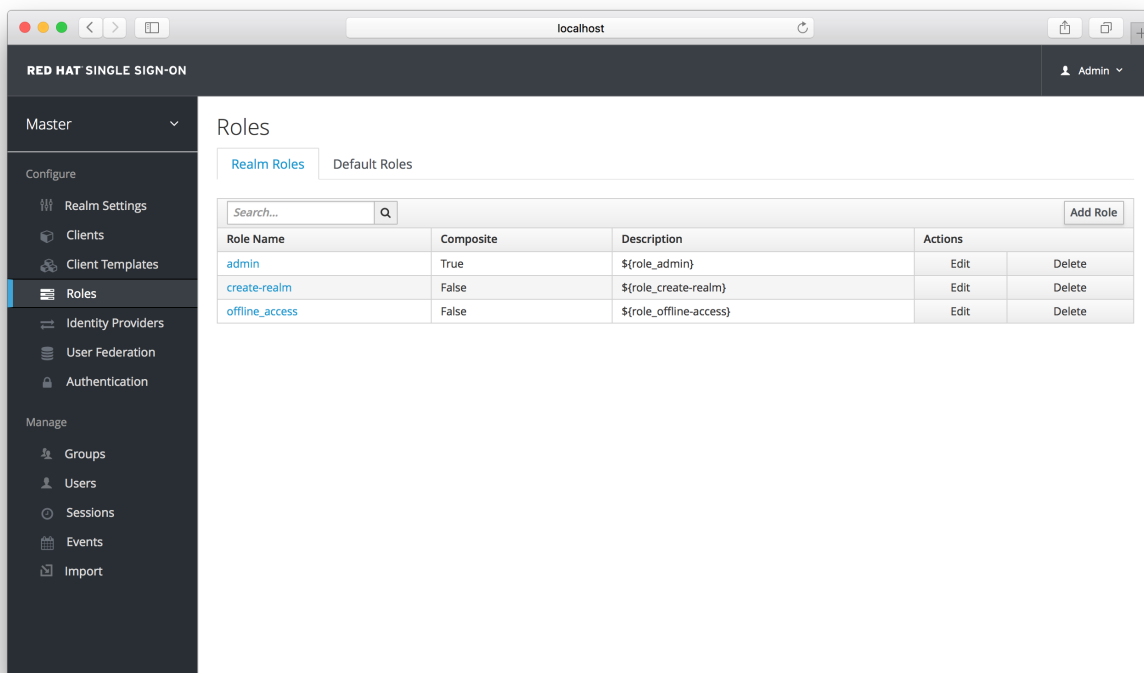 localhost
RED HAT SINGLE SIGN-ON
Admin
Master
Configure
Realm Settings
Clients
Client Templates
Roles
Identity Providers
User Federation
Authentication
Manage
Groups
Users
Sessions
Events
Import
Roles
Realm Roles Default Roles
Search... Add Role
Role Name Composite Description Actions
admin True ${role_admin} Edit Delete
create-realm False ${role_create-realm} Edit Delete
offline_access False ${role_offline-access} Edit Delete